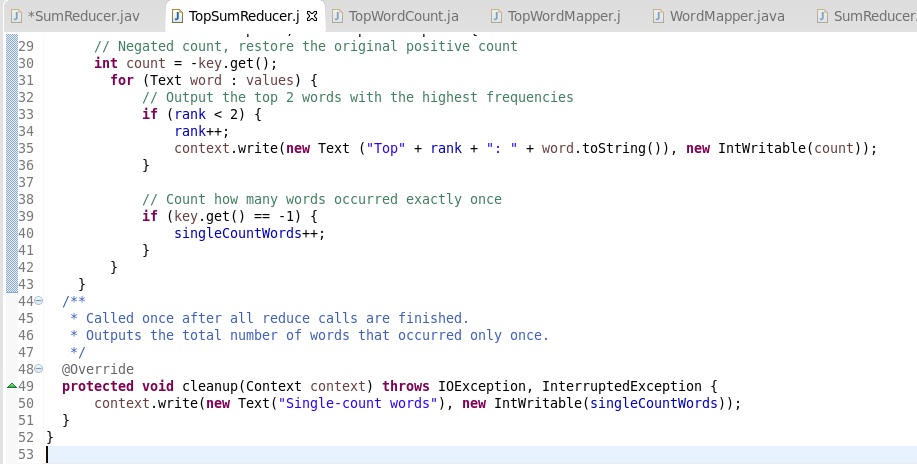 *SumReducer.jav TopSumReducer.j TopWordCount.ja TopWordMapper.j WordMapper.java SumReducer.
29 // Negated count, restore the original positive count
30 int count = -key.get();
31 for (Text word : values) {
32 // Output the top 2 words with the highest frequencies
33 if (rank < 2) {
34 rank++;
35 context.write(new Text ("Top" + rank + ": " + word.toString()), new IntWritable(count));
36 }
37
38 // Count how many words occurred exactly once
39 if (key.get() == -1) {
40 singleCountWords++;
41 }
42 }
43 }
44 /**
45 * Called once after all reduce calls are finished.
46 * Outputs the total number of words that occurred only once.
47 */
48 @Override
49 protected void cleanup(Context context) throws IOException, InterruptedException {
50 context.write(new Text("Single-count words"), new IntWritable(singleCountWords));
51 }
52 }
53